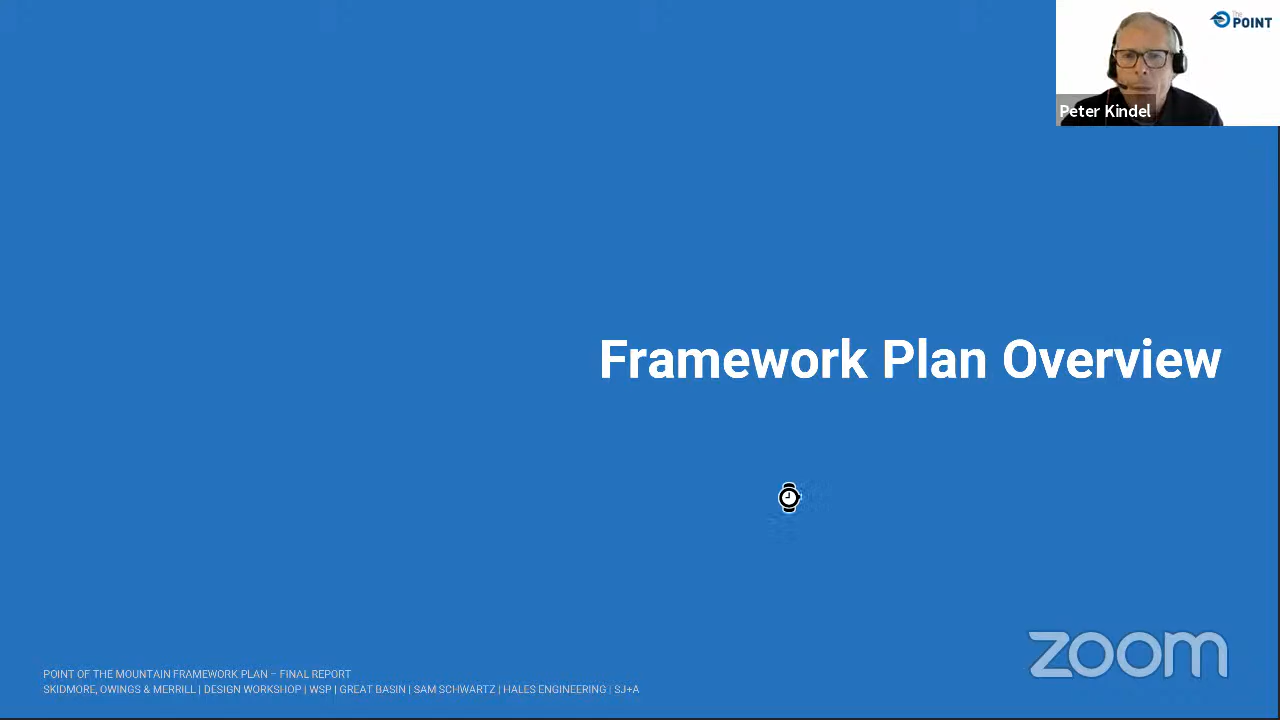 The
POINT
Peter Kindel
Framework Plan Overview
zoom
POINT OF THE MOUNTAIN FRAMEWORK PLAN – FINAL REPORT
SKIDMORE, OWINGS & MERRILL | DESIGN WORKSHOP | WSP | GREAT BASIN | SAM SCHWARTZ | HALES ENGINEERING | SJ+A